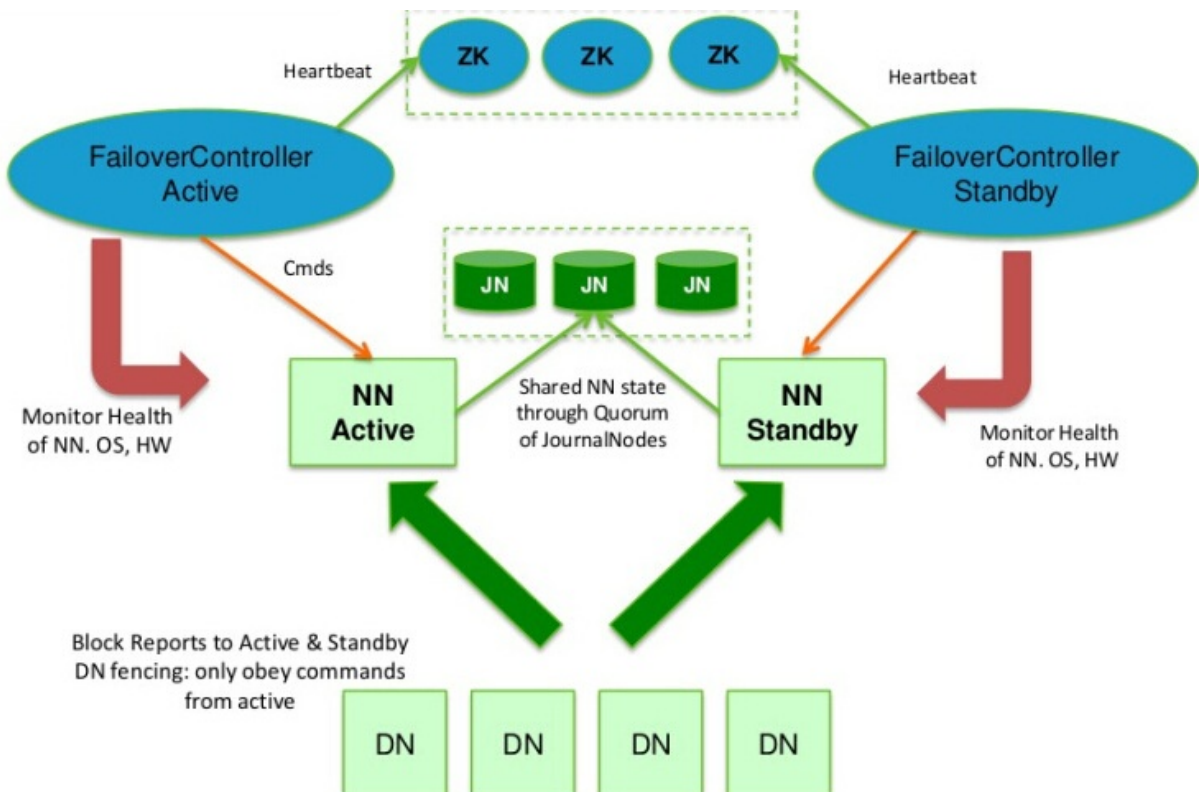 ZK
ZK
ZK
Heartbeat
Heartbeat
FailoverController
Active
FailoverController
Standby
Cmds
JN
JN
JN
NN
Active
Shared NN state
through Quorum
of JournalNodes
NN
Standby
Monitor Health
of NN. OS, HW
Monitor Health
of NN. OS, HW
Block Reports to Active & Standby
DN fencing: only obey commands
from active
DN
DN
DN
DN